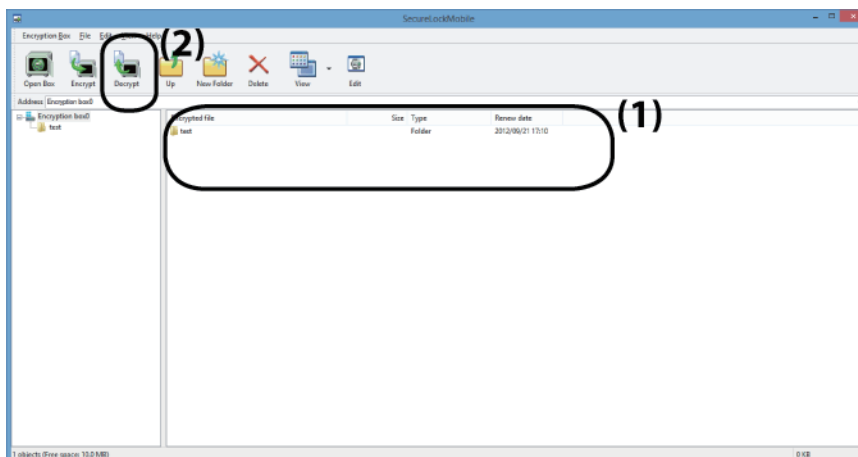 SecureLockMobile
Encryption Box File Edit Help
(2)
Open Box Encrypt Decrypt Up New Folder Delete View Edit
Address Encryption box0
Encryption box0
test
Encrypted file Size Type Renew date
test Folder 2012/09/21 17:10
(1)
1 objects (Free space: 10.0 MB) 0 KB